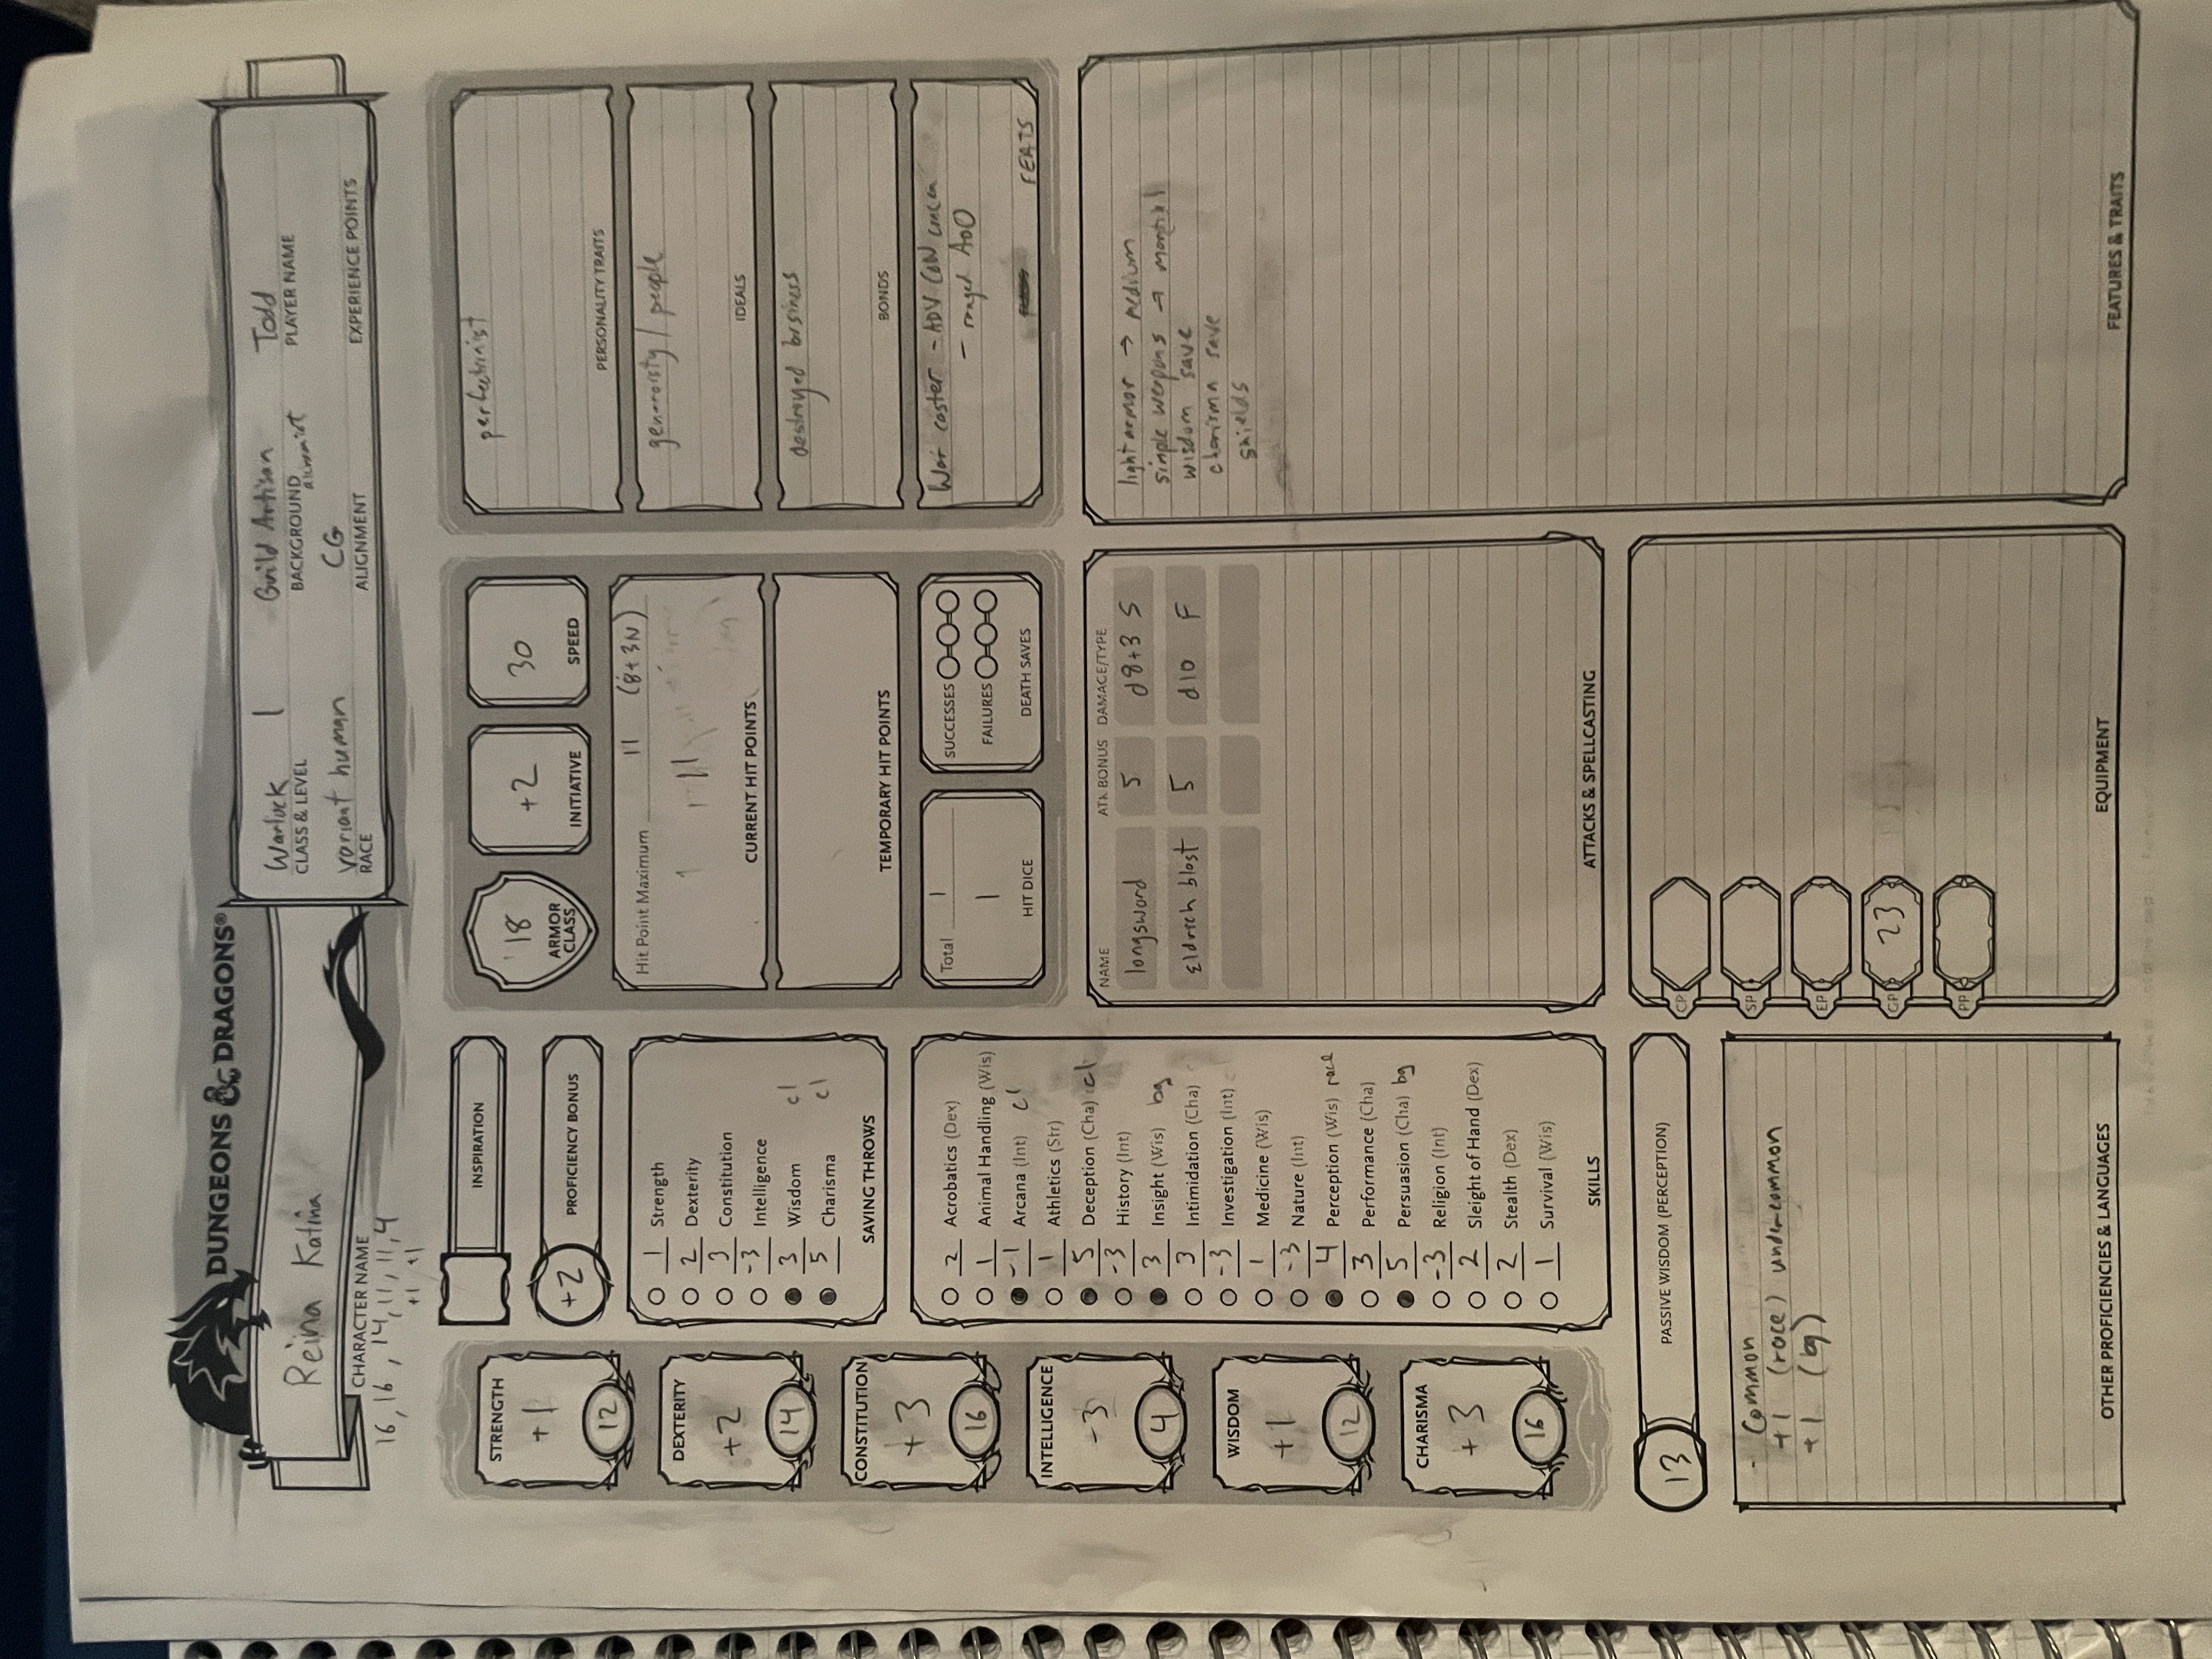 DUNGEONS & DRAGONS®
Reina Katina
CHARACTER NAME
16, 16, 14, 11, 11, 4
+1 +1
Warlock 1
CLASS & LEVEL
Guild Artisan
BACKGROUND
alchemist
Todd
PLAYER NAME
variant human
RACE
CG
ALIGNMENT
EXPERIENCE POINTS
STRENGTH
+1
12
DEXTERITY
+2
14
CONSTITUTION
+3
16
INTELLIGENCE
-3
4
WISDOM
+1
12
CHARISMA
+3
16
INSPIRATION
+2 PROFICIENCY BONUS
1 Strength
2 Dexterity
3 Constitution
-3 Intelligence
3 Wisdom cl
5 Charisma cl
SAVING THROWS
2 Acrobatics (Dex)
1 Animal Handling (Wis)
-1 Arcana (Int) cl
1 Athletics (Str)
5 Deception (Cha) cl
-3 History (Int)
3 Insight (Wis) bg
3 Intimidation (Cha)
-3 Investigation (Int)
1 Medicine (Wis)
-3 Nature (Int)
4 Perception (Wis) race
3 Performance (Cha)
5 Persuasion (Cha) bg
-3 Religion (Int)
2 Sleight of Hand (Dex)
2 Stealth (Dex)
1 Survival (Wis)
SKILLS
13 PASSIVE WISDOM (PERCEPTION)
- Common
+1 (race) undercommon
+1 (bg)
OTHER PROFICIENCIES & LANGUAGES
18
ARMOR
CLASS
+2
INITIATIVE
30
SPEED
Hit Point Maximum 11 (8+3N)
11
CURRENT HIT POINTS
TEMPORARY HIT POINTS
Total 1
1
HIT DICE
SUCCESSES
FAILURES
DEATH SAVES
NAME ATK BONUS DAMAGE/TYPE
longsword 5 d8+3 S
Eldrich blast 5 d10 F
ATTACKS & SPELLCASTING
CP
SP
EP
GP 23
PP
EQUIPMENT
perfectionist
PERSONALITY TRAITS
generoisty / people
IDEALS
destroyed business
BONDS
War caster - ADV CON concen
- ranged AoO
FEATS
light armor → medium
simple weapons → martial
wisdom save
charisma save
shields
FEATURES & TRAITS